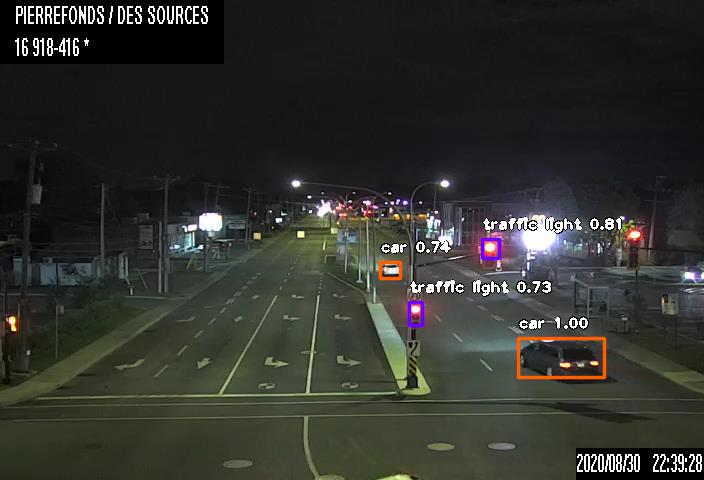 PIERREFONDS / DES SOURCES
16 918-416 *
traffic light 0.81
car 0.74
traffic light 0.73
car 1.00
2020/08/30 22:39:28